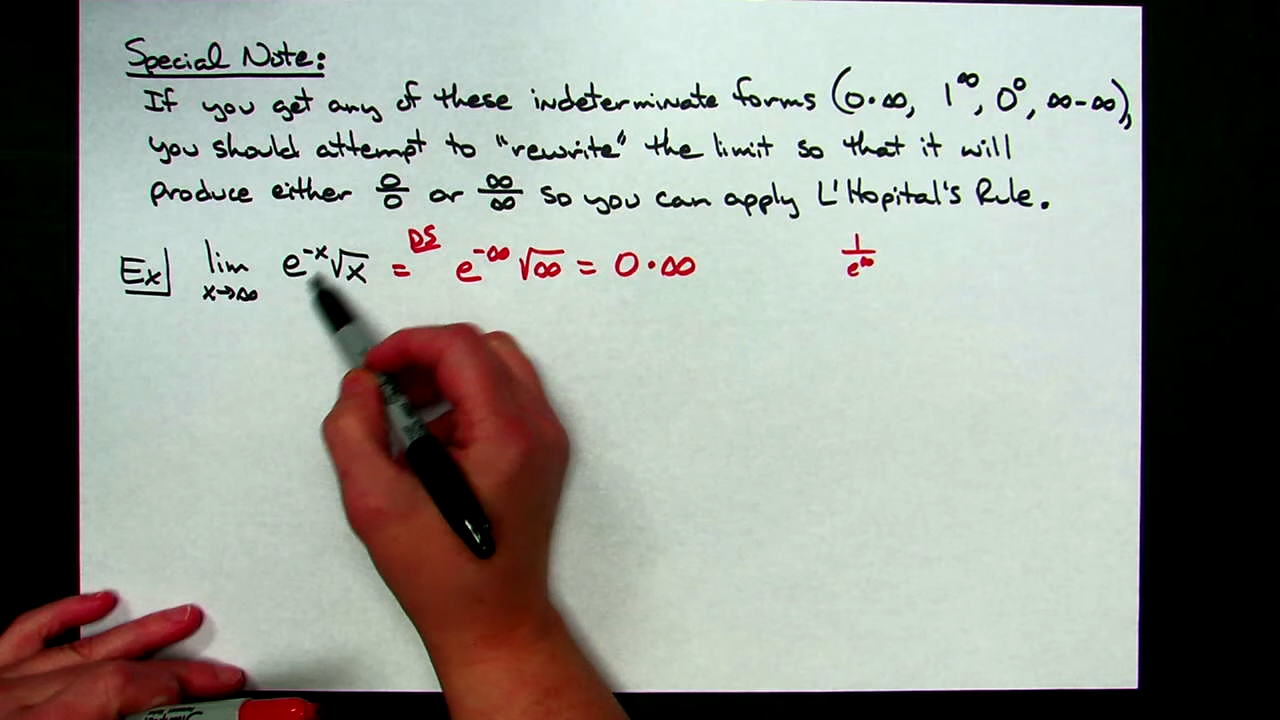 Special Note:
If you get any of these indeterminate forms (0·∞, 1^∞, 0^0, ∞-∞),
you should attempt to "rewrite" the limit so that it will
produce either 0/0 or ∞/∞ so you can apply L'Hopital's Rule.
Ex| lim x→∞ e^-x √x = DS e^-∞ √∞ = 0·∞
1/e^∞